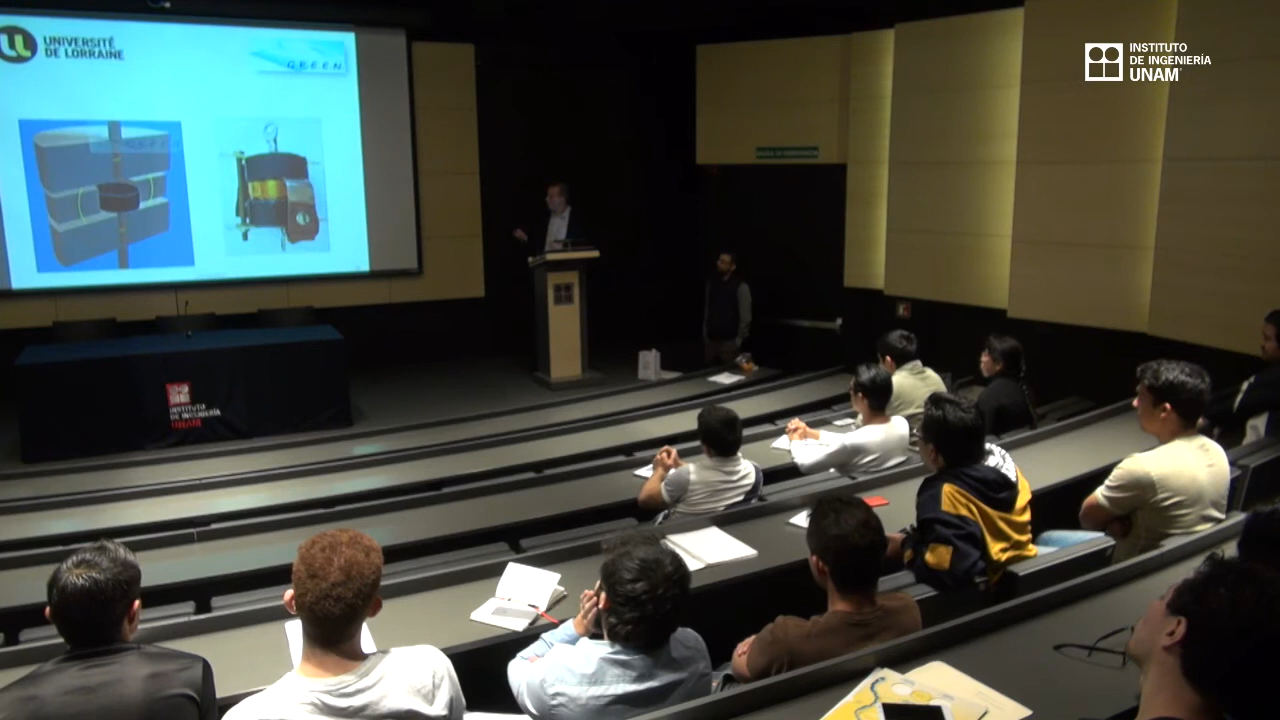 UNIVERSITÉ
DE LORRAINE
GREEN
INSTITUTO
DE INGENIERÍA
UNAM
INSTITUTO
DE INGENIERÍA
UNAM